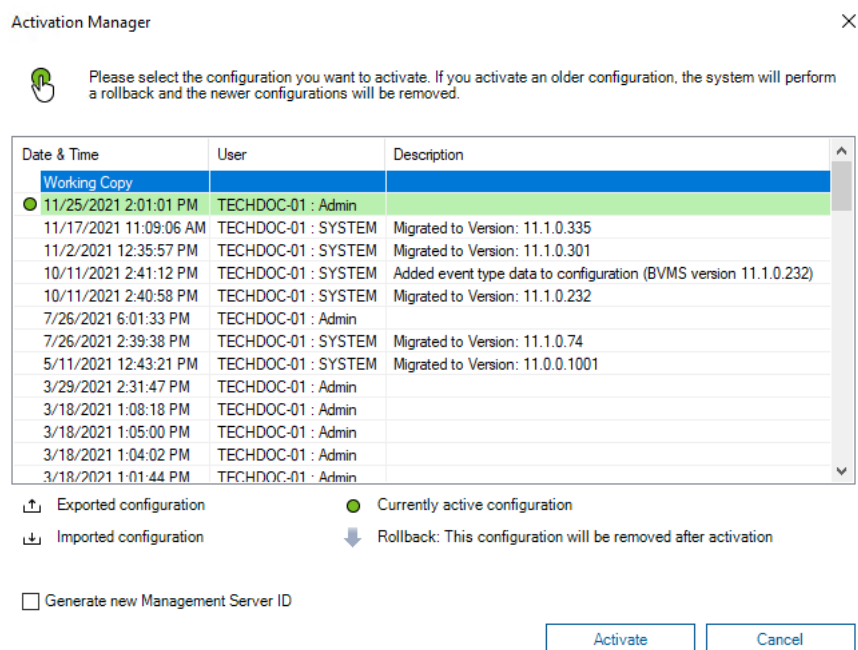 Activation Manager
Please select the configuration you want to activate. If you activate an older configuration, the system will perform
a rollback and the newer configurations will be removed.
Date & Time User Description
Working Copy
11/25/2021 2:01:01 PM TECHDOC-01 : Admin
11/17/2021 11:09:06 AM TECHDOC-01 : SYSTEM Migrated to Version: 11.1.0.335
11/2/2021 12:35:57 PM TECHDOC-01 : SYSTEM Migrated to Version: 11.1.0.301
10/11/2021 2:41:12 PM TECHDOC-01 : SYSTEM Added event type data to configuration (BVMS version 11.1.0.232)
10/11/2021 2:40:58 PM TECHDOC-01 : SYSTEM Migrated to Version: 11.1.0.232
7/26/2021 6:01:33 PM TECHDOC-01 : Admin
7/26/2021 2:39:38 PM TECHDOC-01 : SYSTEM Migrated to Version: 11.1.0.74
5/11/2021 12:43:21 PM TECHDOC-01 : SYSTEM Migrated to Version: 11.0.0.1001
3/29/2021 2:31:47 PM TECHDOC-01 : Admin
3/18/2021 1:08:18 PM TECHDOC-01 : Admin
3/18/2021 1:05:00 PM TECHDOC-01 : Admin
3/18/2021 1:04:02 PM TECHDOC-01 : Admin
3/18/2021 1:01:44 PM TECHDOC-01 : Admin
Exported configuration Currently active configuration
Imported configuration Rollback: This configuration will be removed after activation
Generate new Management Server ID
Activate Cancel